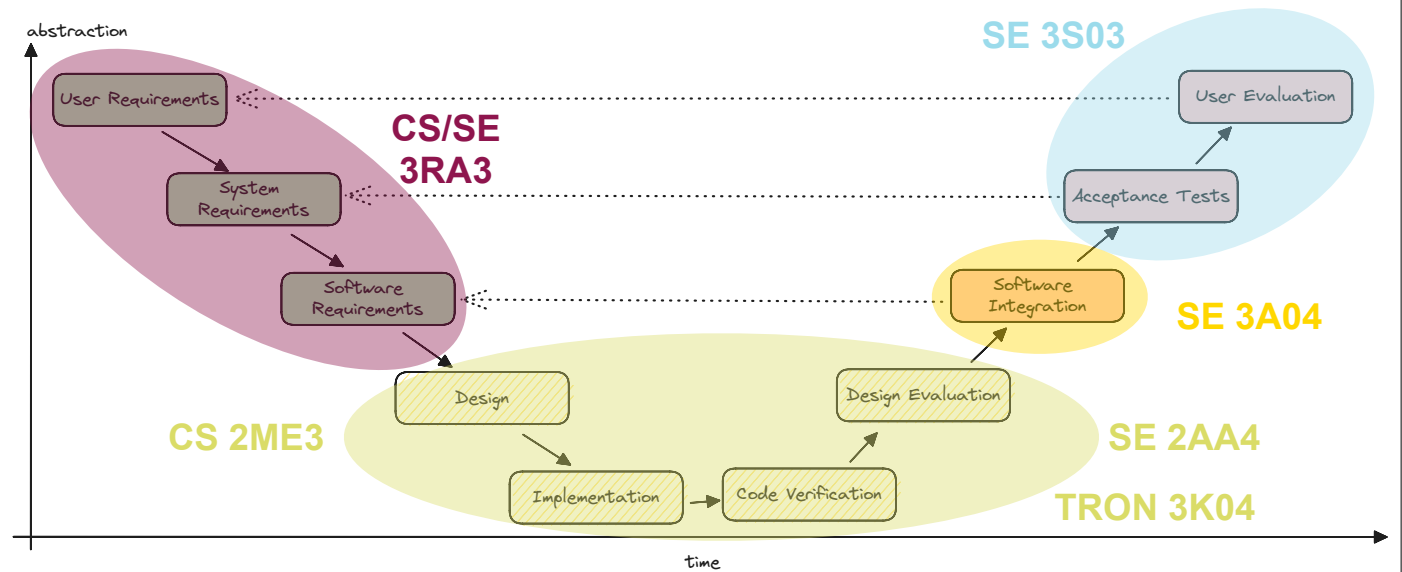 abstraction
SE 3S03
User Requirements
User Evaluation
CS/SE
3RA3
System
Requirements
Acceptance Tests
Software
Requirements
Software
Integration
SE 3A04
Design
Design Evaluation
CS 2ME3
SE 2AA4
Implementation
Code Verification
TRON 3K04
time